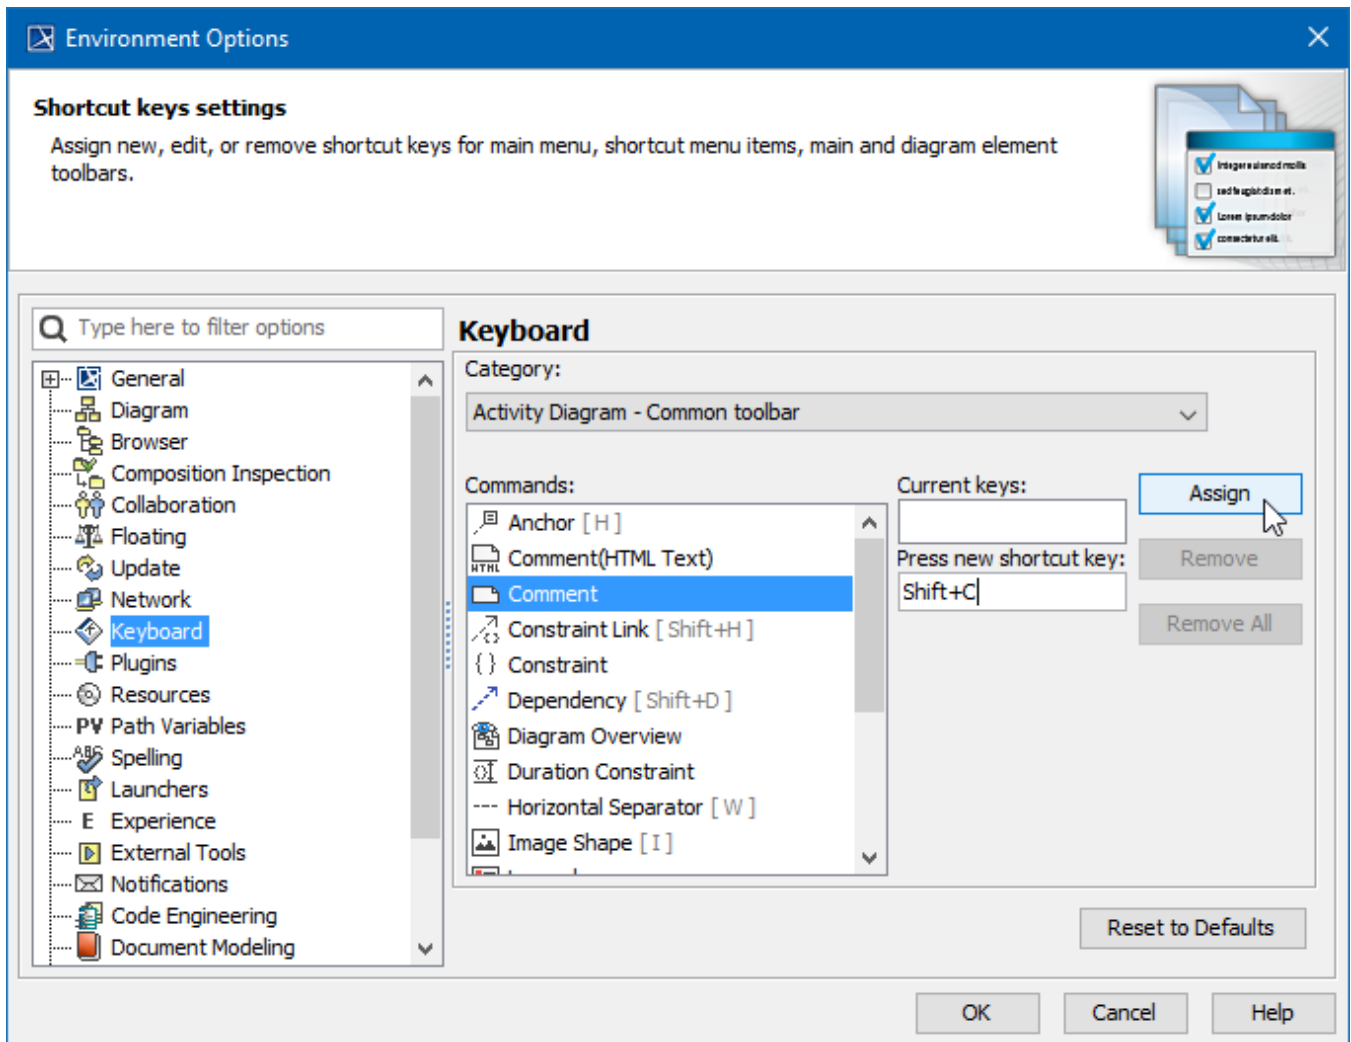 Environment Options
Shortcut keys settings
Assign new, edit, or remove shortcut keys for main menu, shortcut menu items, main and diagram element
toolbars.
Type here to filter options
General
Diagram
Browser
Composition Inspection
Collaboration
Floating
Update
Network
Keyboard
Plugins
Resources
PV Path Variables
ABC Spelling
Launchers
E Experience
External Tools
Notifications
Code Engineering
Document Modeling
Keyboard
Category:
Activity Diagram - Common toolbar
Commands:
Anchor [ H ]
HTML Comment(HTML Text)
Comment
Constraint Link [ Shift+H ]
{ } Constraint
Dependency [ Shift+D ]
Diagram Overview
Duration Constraint
--- Horizontal Separator [ W ]
Image Shape [ I ]
Current keys:
Press new shortcut key:
Shift+C
Assign
Remove
Remove All
Reset to Defaults
OK
Cancel
Help